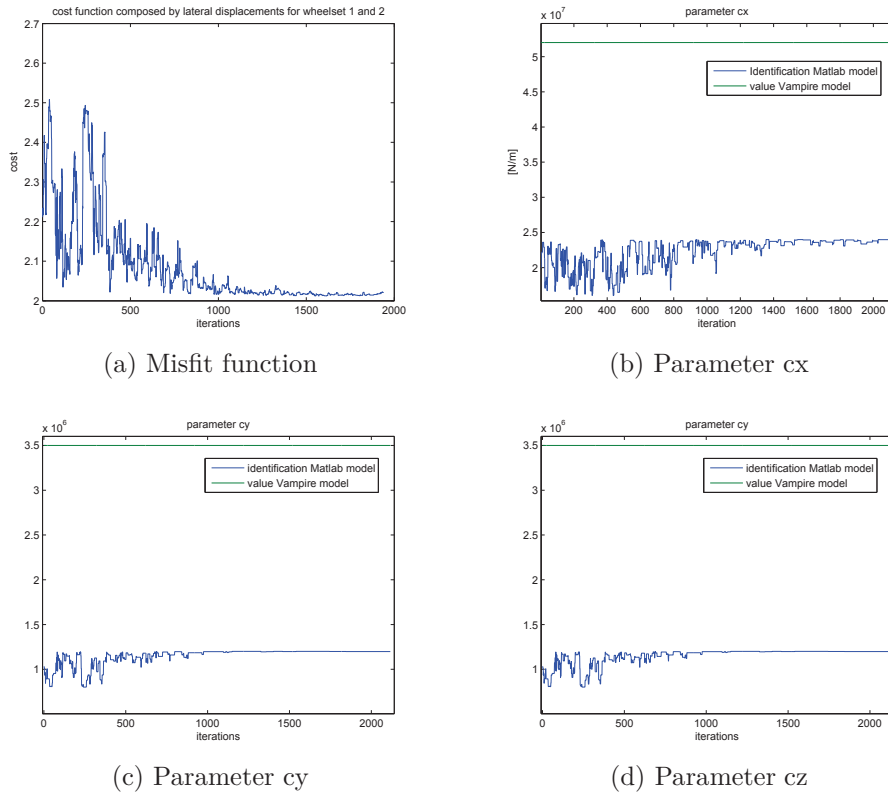 cost function composed by lateral displacements for wheelset 1 and 2
2.7
2.6
2.5
2.4
2.3
2.2
2.1
2
cost
0 500 1000 1500 2000
iterations
(a) Misfit function
parameter cx
x 10^7
5
4.5
4
3.5
3
2.5
2
[N/m]
Identification Matlab model
value Vampire model
200 400 600 800 1000 1200 1400 1600 1800 2000
iteration
(b) Parameter cx
parameter cy
x 10^6
3.5
3
2.5
2
1.5
1
identification Matlab model
value Vampire model
0 500 1000 1500 2000
iterations
(c) Parameter cy
parameter cy
x 10^6
3.5
3
2.5
2
1.5
1
identification Matlab model
value Vampire model
0 500 1000 1500 2000
iterations
(d) Parameter cz